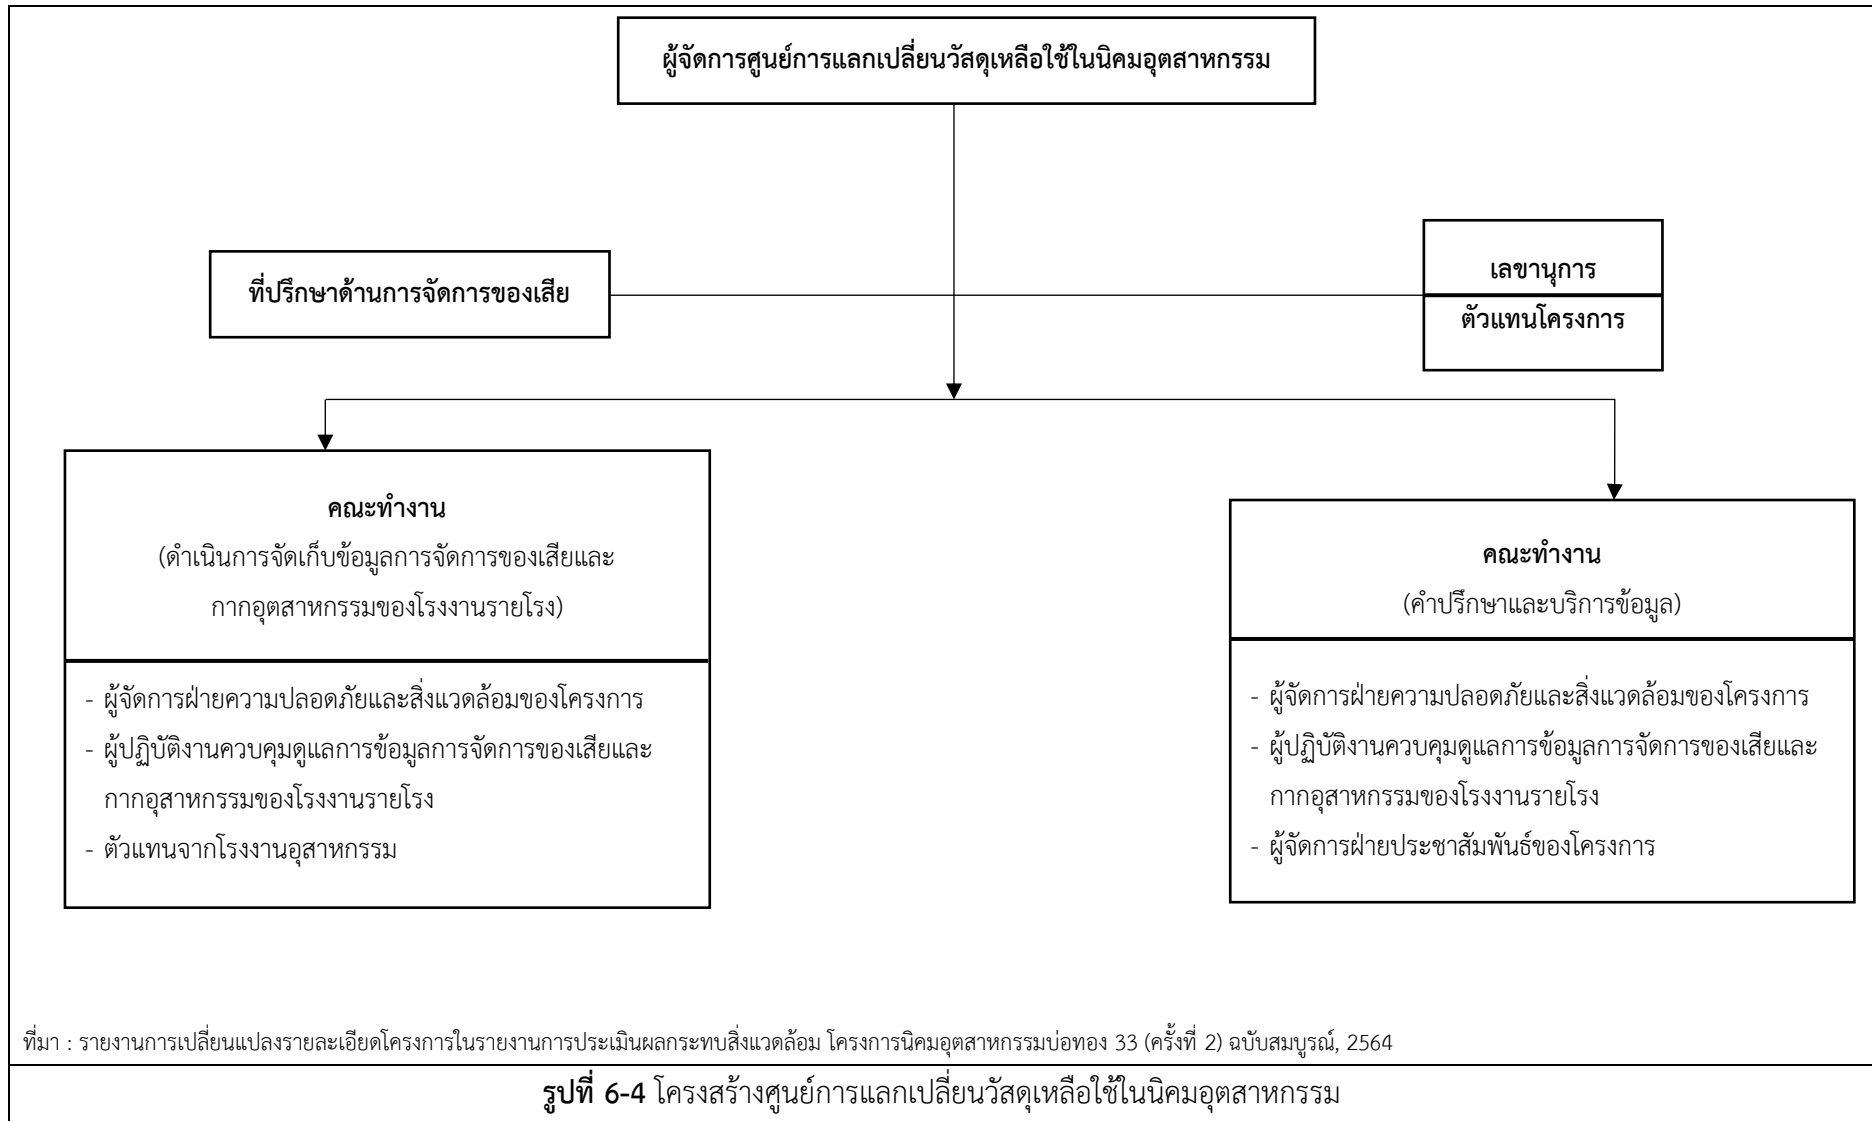 ผู้จัดการศูนย์การแลกเปลี่ยนวัสดุเหลือใช้ในนิคมอุตสาหกรรม
ที่ปรึกษาด้านการจัดการของเสีย
เลขานุการ
ตัวแทนโครงการ
คณะทำงาน
(ดำเนินการจัดเก็บข้อมูลการจัดการของเสียและ
กากอุตสาหกรรมของโรงงานรายโรง)
- ผู้จัดการฝ่ายความปลอดภัยและสิ่งแวดล้อมของโครงการ
- ผู้ปฏิบัติงานควบคุมดูแลการข้อมูลการจัดการของเสียและ
กากอุสาหกรรมของโรงงานรายโรง
- ตัวแทนจากโรงงานอุสาหกรรม
คณะทำงาน
(คำปรึกษาและบริการข้อมูล)
- ผู้จัดการฝ่ายความปลอดภัยและสิ่งแวดล้อมของโครงการ
- ผู้ปฏิบัติงานควบคุมดูแลการข้อมูลการจัดการของเสียและ
กากอุสาหกรรมของโรงงานรายโรง
- ผู้จัดการฝ่ายประชาสัมพันธ์ของโครงการ
ที่มา : รายงานการเปลี่ยนแปลงรายละเอียดโครงการในรายงานการประเมินผลกระทบสิ่งแวดล้อม โครงการนิคมอุตสาหกรรมบ่อทอง 33 (ครั้งที่ 2) ฉบับสมบูรณ์, 2564
รูปที่ 6-4 โครงสร้างศูนย์การแลกเปลี่ยนวัสดุเหลือใช้ในนิคมอุตสาหกรรม